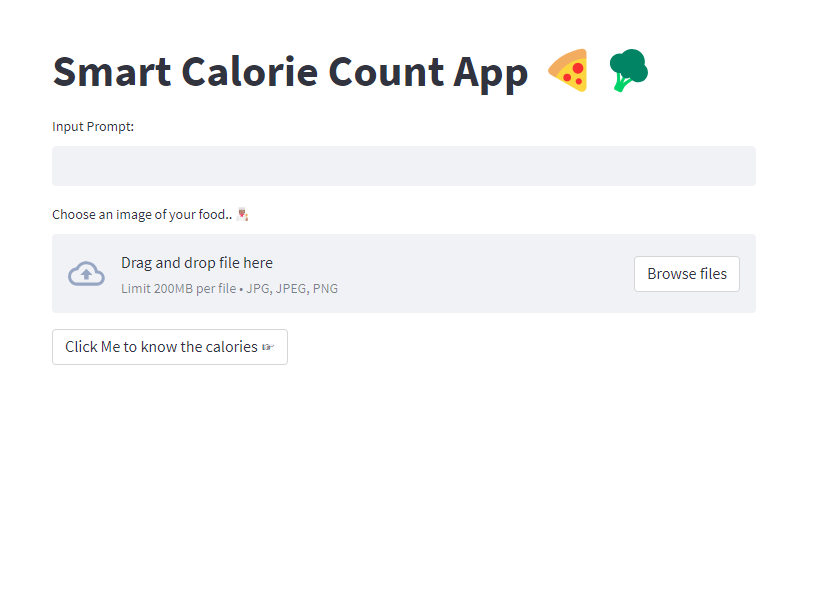 Smart Calorie Count App 🍕 🥦
Input Prompt:
Choose an image of your food..
Drag and drop file here
Limit 200MB per file • JPG, JPEG, PNG
Browse files
Click Me to know the calories